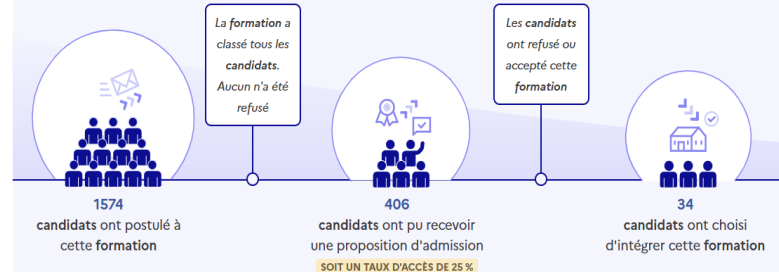 La formation a
classé tous les
candidats.
Aucun n'a été
refusé
Les candidats
ont refusé ou
accepté cette
formation
1574
candidats ont postulé à
cette formation
406
candidats ont pu recevoir
une proposition d'admission
SOIT UN TAUX D'ACCÈS DE 25 %
34
candidats ont choisi
d'intégrer cette formation